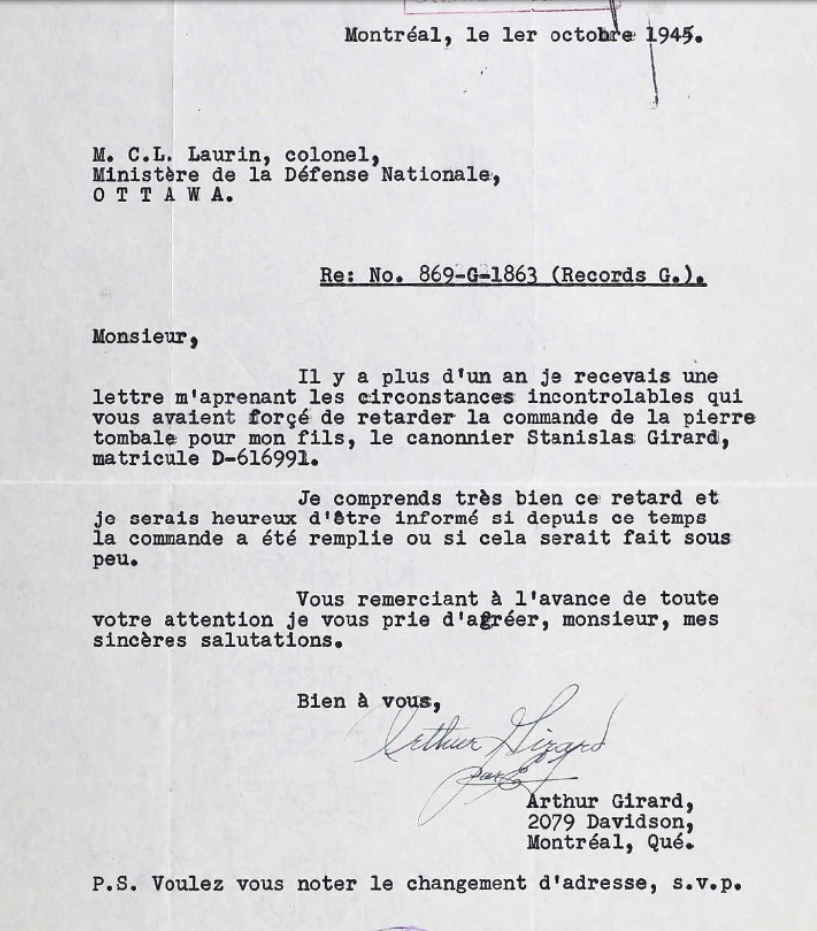 Montréal, le 1er octobre 1945.
M. C.L. Laurin, colonel,
Ministère de la Défense Nationale,
O T T A W A.
Re: No. 869-G-1863 (Records G.).
Monsieur,
Il y a plus d'un an je recevais une
lettre m'aprenant les circonstances incontrolables qui
vous avaient forçé de retarder la commande de la pierre
tombale pour mon fils, le canonnier Stanislas Girard,
matricule D-616991.
Je comprends très bien ce retard et
je serais heureux d'être informé si depuis ce temps
la commande a été remplie ou si cela serait fait sous
peu.
Vous remerciant à l'avance de toute
votre attention je vous prie d'agréer, monsieur, mes
sincères salutations.
Bien à vous,
Arthur Girard
par E
Arthur Girard,
2079 Davidson,
Montréal, Qué.
P.S. Voulez vous noter le changement d'adresse, s.v.p.